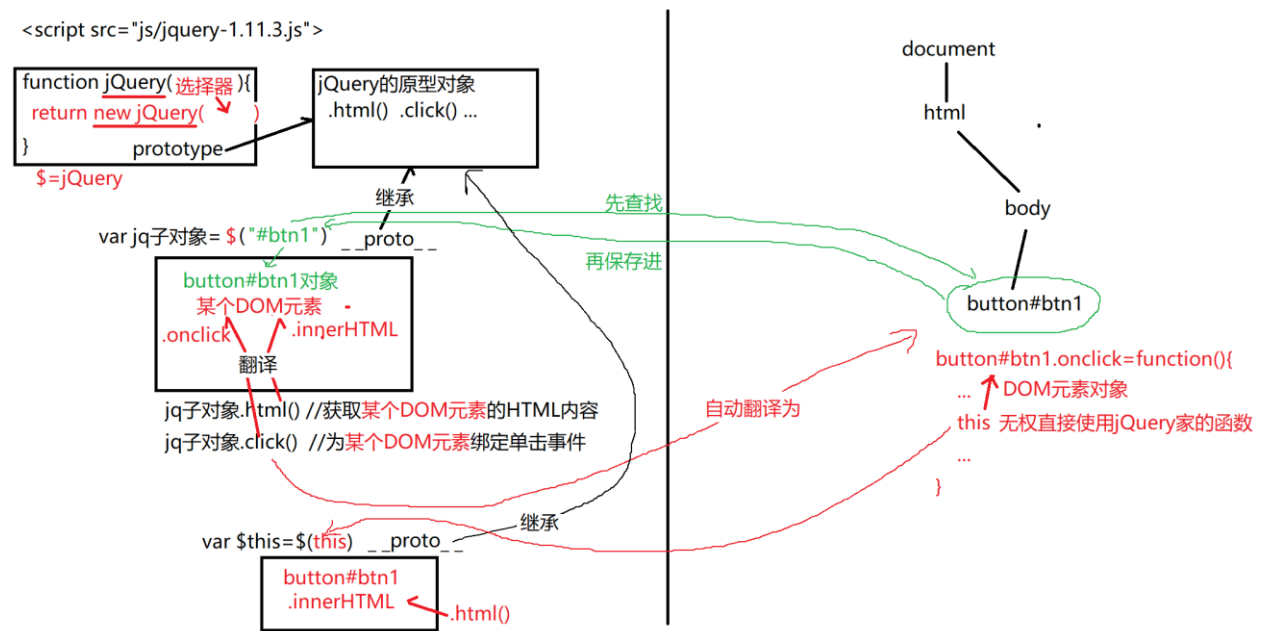 <script src="js/jquery-1.11.3.js">
function jQuery(选择器){
return new jQuery( )
}
prototype
$=jQuery
jQuery的原型对象
.html() .click() ...
继承
var jq子对象= $("#btn1")
__proto__
button#btn1对象
某个DOM元素
.onclick
.innerHTML
翻译
jq子对象.html() //获取某个DOM元素的HTML内容
jq子对象.click() //为某个DOM元素绑定单击事件
继承
var $this=$(this)
__proto__
button#btn1
.innerHTML
.html()
先查找
再保存进
自动翻译为
document
html
body
button#btn1
button#btn1.onclick=function(){
... DOM元素对象
this 无权直接使用jQuery家的函数
...
}